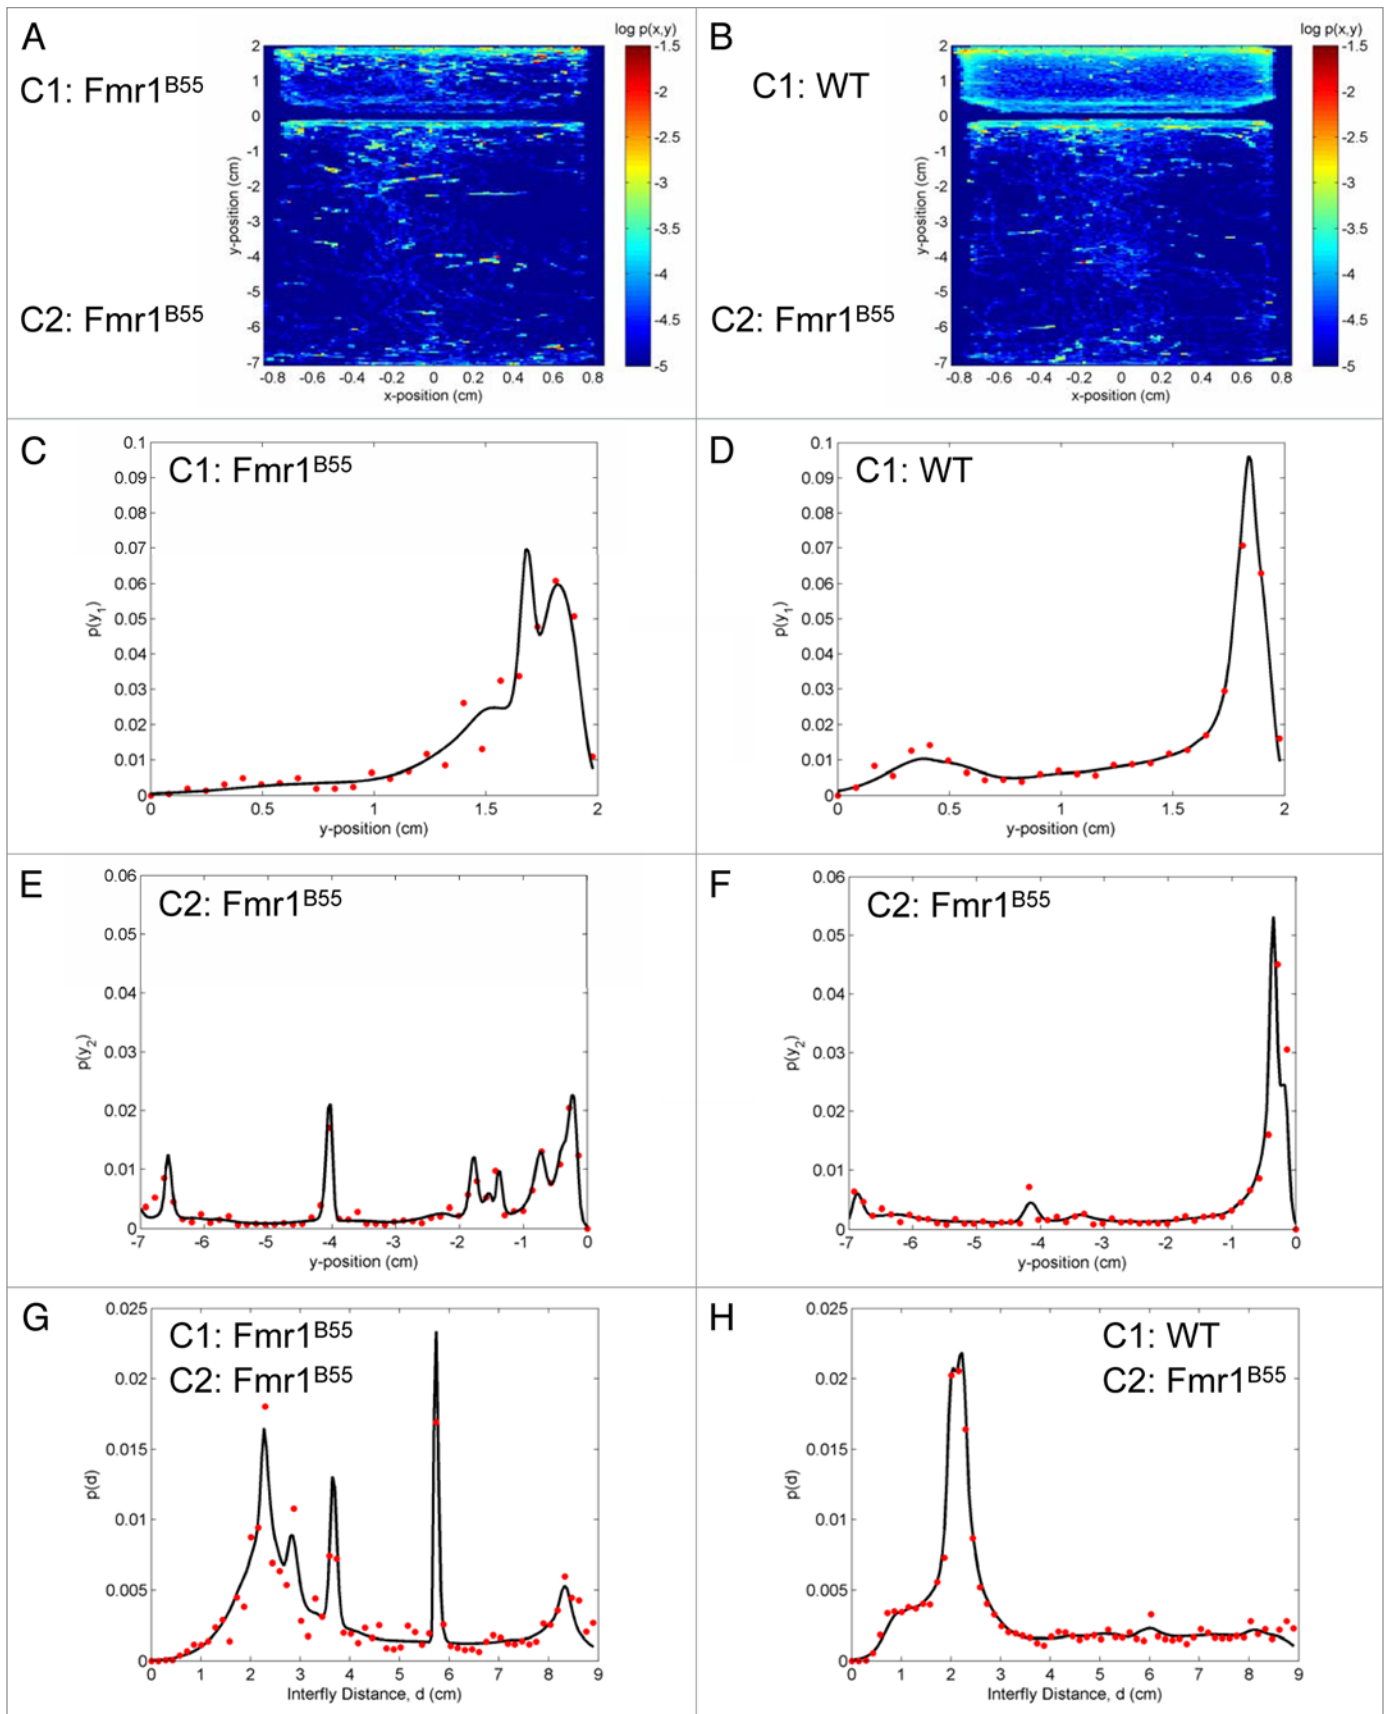 A
C1: Fmr1B55
C2: Fmr1B55
log p(x,y)
2
1
0
-1
-2
-3
-4
-5
-6
-7
y-position (cm)
-0.8 -0.6 -0.4 -0.2 0 0.2 0.4 0.6 0.8
x-position (cm)
-1.5
-2
-2.5
-3
-3.5
-4
-4.5
-5
B
C1: WT
C2: Fmr1B55
log p(x,y)
2
1
0
-1
-2
-3
-4
-5
-6
-7
y-position (cm)
-0.8 -0.6 -0.4 -0.2 0 0.2 0.4 0.6 0.8
x-position (cm)
-1.5
-2
-2.5
-3
-3.5
-4
-4.5
-5
C
C1: Fmr1B55
0.1
0.09
0.08
0.07
0.06
0.05
0.04
0.03
0.02
0.01
0
p(y1)
0 0.5 1 1.5 2
y-position (cm)
D
C1: WT
0.1
0.09
0.08
0.07
0.06
0.05
0.04
0.03
0.02
0.01
0
p(y1)
0 0.5 1 1.5 2
y-position (cm)
E
C2: Fmr1B55
0.06
0.05
0.04
0.03
0.02
0.01
0
p(y2)
-7 -6 -5 -4 -3 -2 -1 0
y-position (cm)
F
C2: Fmr1B55
0.06
0.05
0.04
0.03
0.02
0.01
0
p(y2)
-7 -6 -5 -4 -3 -2 -1 0
y-position (cm)
G
C1: Fmr1B55
C2: Fmr1B55
0.025
0.02
0.015
0.01
0.005
0
p(d)
0 1 2 3 4 5 6 7 8 9
Interfly Distance, d (cm)
H
C1: WT
C2: Fmr1B55
0.025
0.02
0.015
0.01
0.005
0
p(d)
0 1 2 3 4 5 6 7 8 9
Interfly Distance, d (cm)